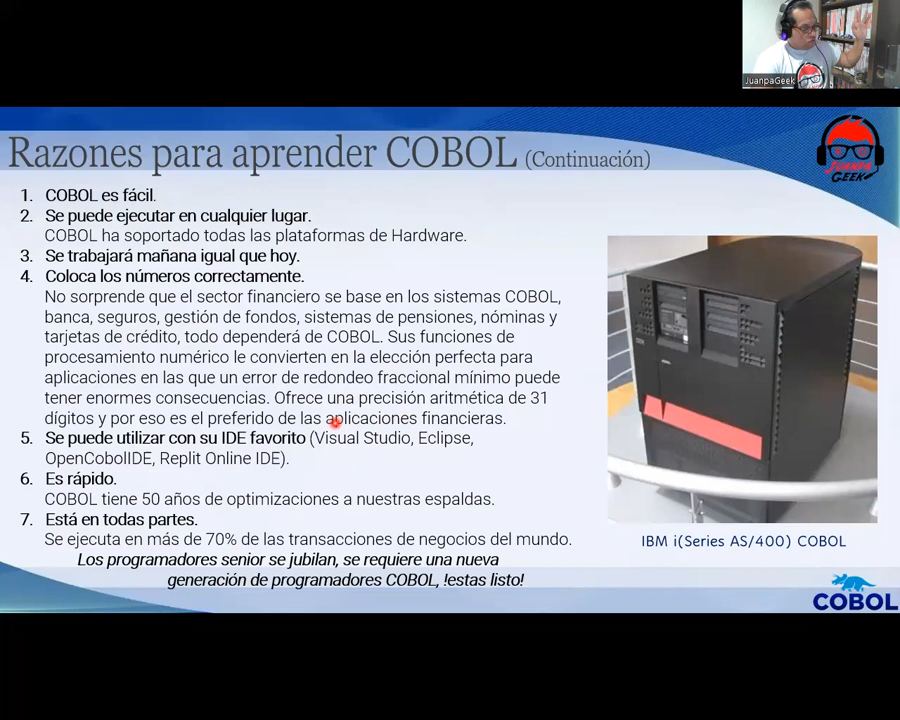 JuanpaGeek
Razones para aprender COBOL (Continuación)
JUANPA
GEEK
1. COBOL es fácil.
2. Se puede ejecutar en cualquier lugar.
COBOL ha soportado todas las plataformas de Hardware.
3. Se trabajará mañana igual que hoy.
4. Coloca los números correctamente.
No sorprende que el sector financiero se base en los sistemas COBOL,
banca, seguros, gestión de fondos, sistemas de pensiones, nóminas y
tarjetas de crédito, todo dependerá de COBOL. Sus funciones de
procesamiento numérico le convierten en la elección perfecta para
aplicaciones en las que un error de redondeo fraccional mínimo puede
tener enormes consecuencias. Ofrece una precisión aritmética de 31
dígitos y por eso es el preferido de las aplicaciones financieras.
5. Se puede utilizar con su IDE favorito (Visual Studio, Eclipse,
OpenCobolIDE, Replit Online IDE).
6. Es rápido.
COBOL tiene 50 años de optimizaciones a nuestras espaldas.
7. Está en todas partes.
Se ejecuta en más de 70% de las transacciones de negocios del mundo.
Los programadores senior se jubilan, se requiere una nueva
generación de programadores COBOL, !estas listo!
IBM i(Series AS/400) COBOL
COBOL